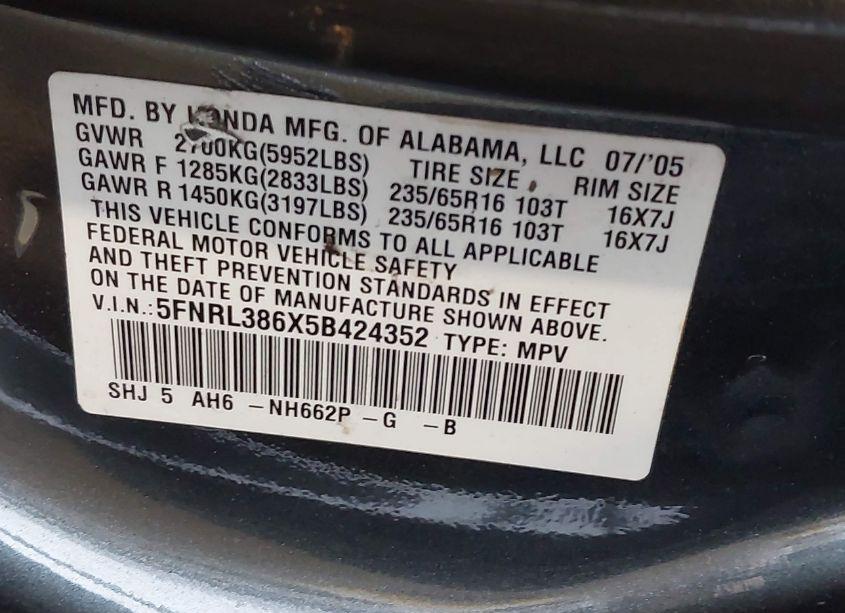 MFD. BY HONDA MFG. OF ALABAMA, LLC 07/'05
GVWR 2700KG(5952LBS) TIRE SIZE RIM SIZE
GAWR F 1285KG(2833LBS) 235/65R16 103T 16X7J
GAWR R 1450KG(3197LBS) 235/65R16 103T 16X7J
THIS VEHICLE CONFORMS TO ALL APPLICABLE
FEDERAL MOTOR VEHICLE SAFETY
AND THEFT PREVENTION STANDARDS IN EFFECT
ON THE DATE OF MANUFACTURE SHOWN ABOVE.
V.I.N.: 5FNRL386X5B424352 TYPE: MPV
SHJ 5 AH6 -NH662P -G -B